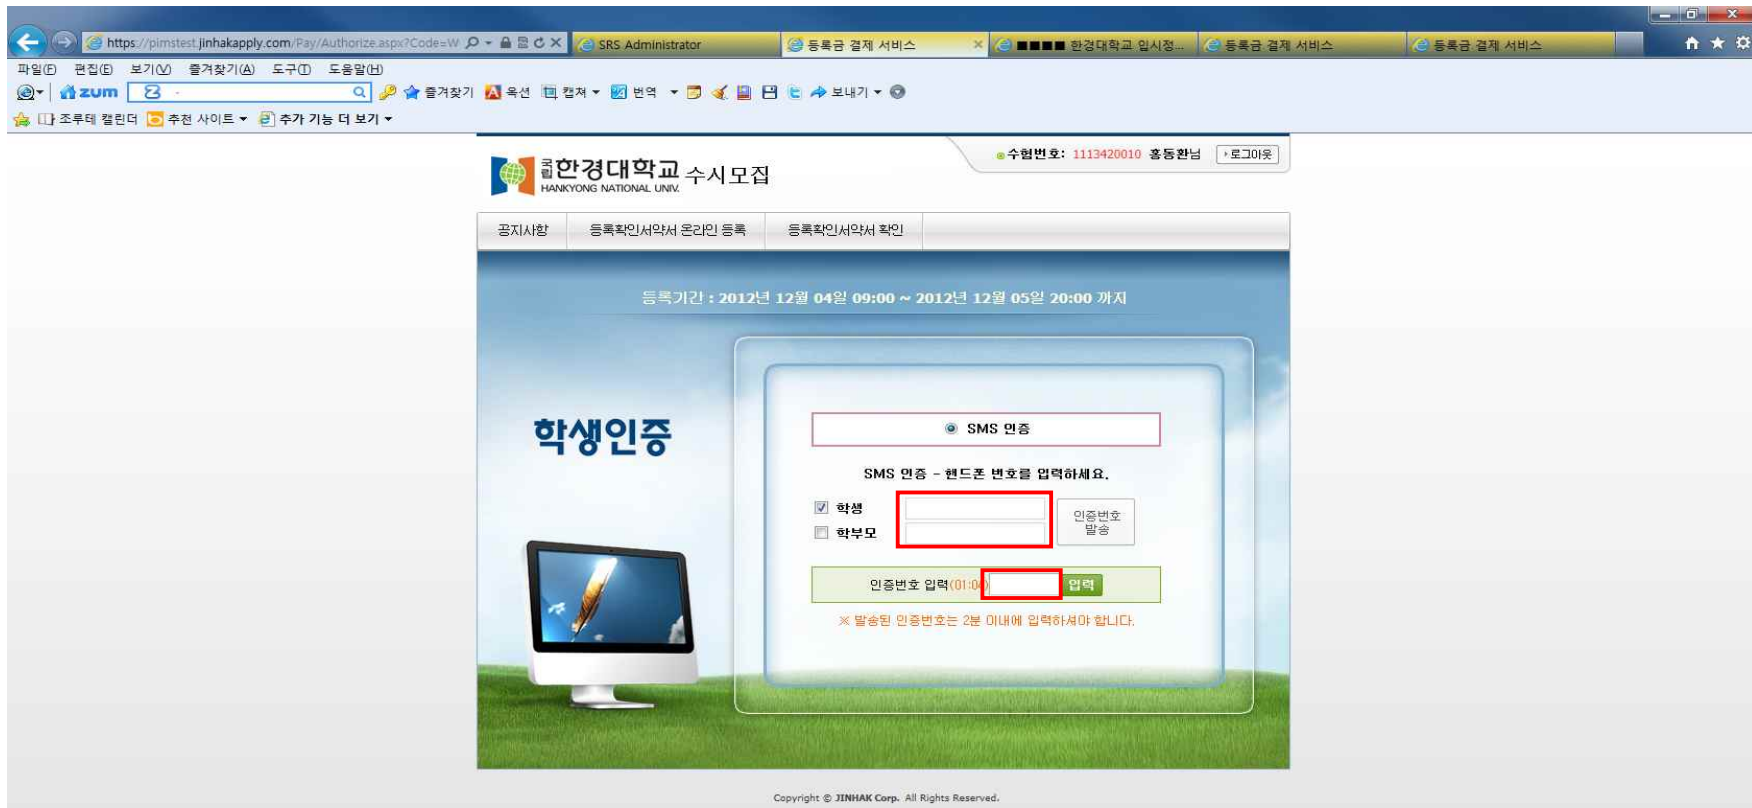 https://pimstest.jinhakapply.com/Pay/Authorize.aspx?Code=W
SRS Administrator
등록금 결제 서비스
■■■■ 한경대학교 입시정...
등록금 결제 서비스
등록금 결제 서비스
파일(F) 편집(E) 보기(V) 즐겨찾기(A) 도구(T) 도움말(H)
zum
즐겨찾기 옥션 캡쳐 번역 보내기
조루테 캘린더 추천 사이트 추가 기능 더 보기
수험번호: 1113420010 홍동환님 로그아웃
국립 한경대학교 수시모집
HANKYONG NATIONAL UNIV.
공지사항 등록확인서약서 온라인 등록 등록확인서약서 확인
등록기간 : 2012년 12월 04일 09:00 ~ 2012년 12월 05일 20:00 까지
학생인증
SMS 인증
SMS 인증 - 핸드폰 번호를 입력하세요.
학생
학부모
인증번호
발송
인증번호 입력(01:04) 입력
※ 발송된 인증번호는 2분 이내에 입력하셔야 합니다.
Copyright © JINHAK Corp. All Rights Reserved.